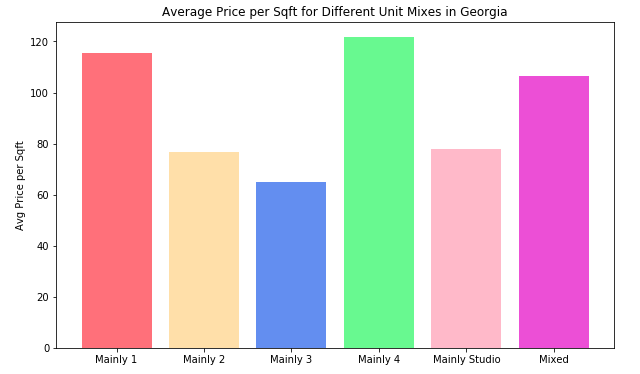 Average Price per Sqft for Different Unit Mixes in Georgia
Avg Price per Sqft
120
100
80
60
40
20
0
Mainly 1 Mainly 2 Mainly 3 Mainly 4 Mainly Studio Mixed